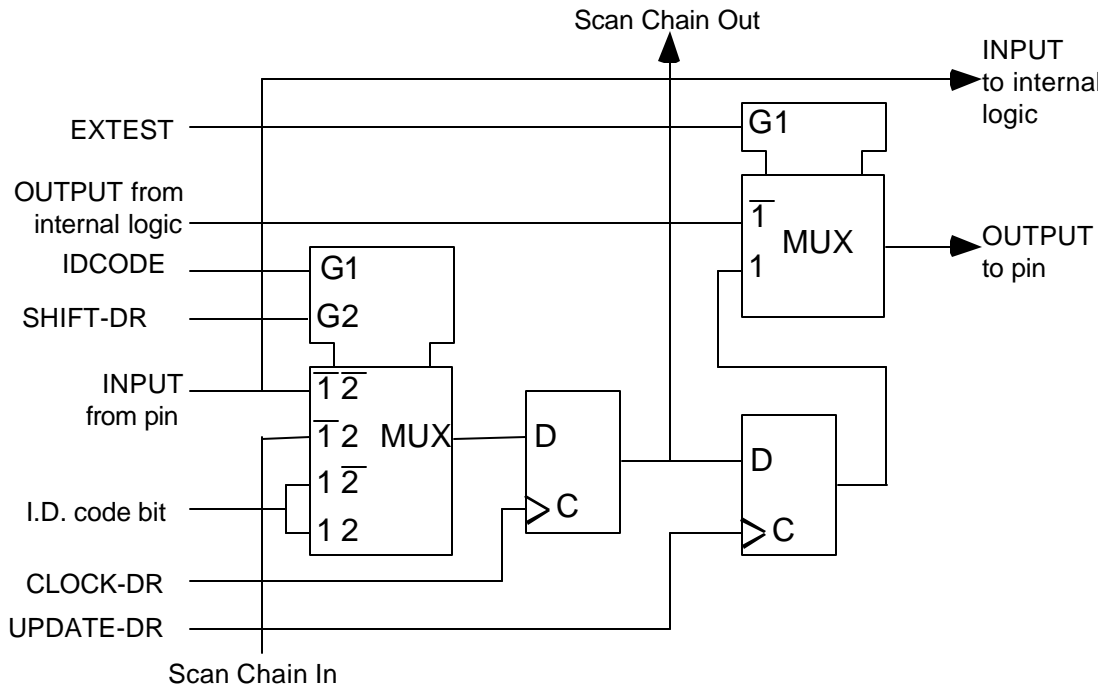 Scan Chain Out
INPUT
to internal
logic
EXTEST
G1
OUTPUT from
internal logic
1̅
MUX
1
OUTPUT
to pin
IDCODE
G1
SHIFT-DR
G2
INPUT
from pin
1̅ 2̅
1̅ 2
MUX
1 2̅
1 2
I.D. code bit
D
C
D
C
CLOCK-DR
UPDATE-DR
Scan Chain In